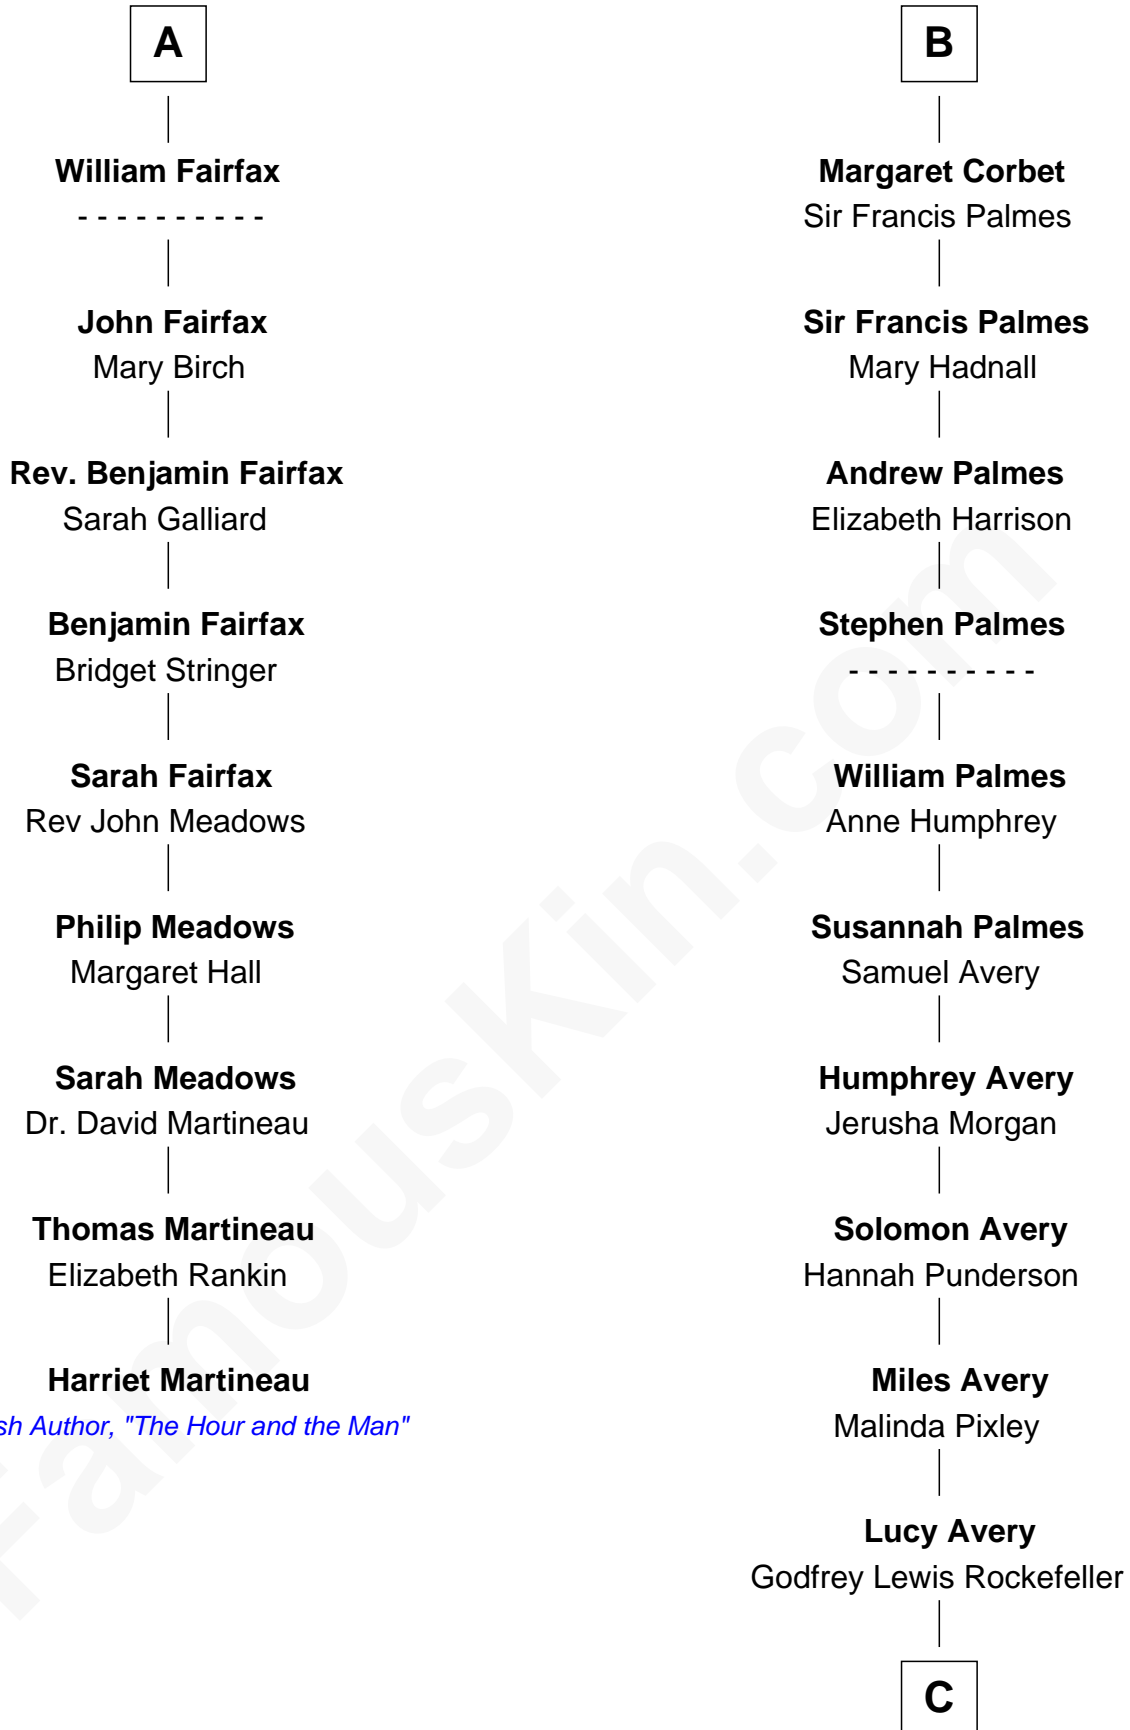 A
William Fairfax
- - - - - - - - - -
John Fairfax
Mary Birch
Rev. Benjamin Fairfax
Sarah Galliard
Benjamin Fairfax
Bridget Stringer
Sarah Fairfax
Rev John Meadows
Philip Meadows
Margaret Hall
Sarah Meadows
Dr. David Martineau
Thomas Martineau
Elizabeth Rankin
Harriet Martineau
sh Author, "The Hour and the Man"
B
Margaret Corbet
Sir Francis Palmes
Sir Francis Palmes
Mary Hadnall
Andrew Palmes
Elizabeth Harrison
Stephen Palmes
- - - - - - - - - -
William Palmes
Anne Humphrey
Susannah Palmes
Samuel Avery
Humphrey Avery
Jerusha Morgan
Solomon Avery
Hannah Punderson
Miles Avery
Malinda Pixley
Lucy Avery
Godfrey Lewis Rockefeller
C
FamousKin.com